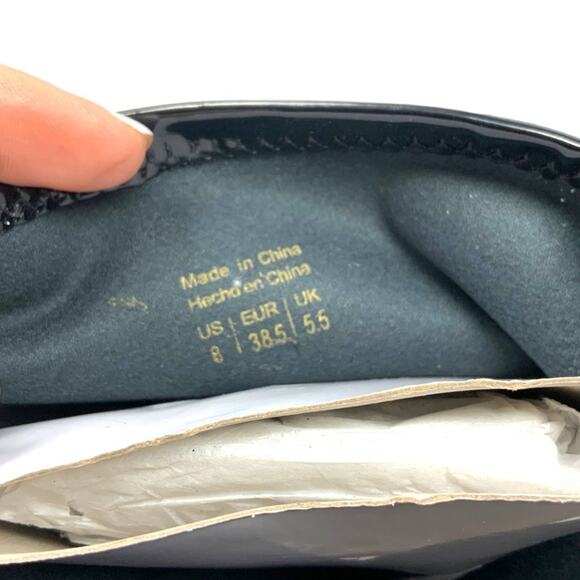 Made in China
Hecho en China
US EUR UK
8 38.5 5.5